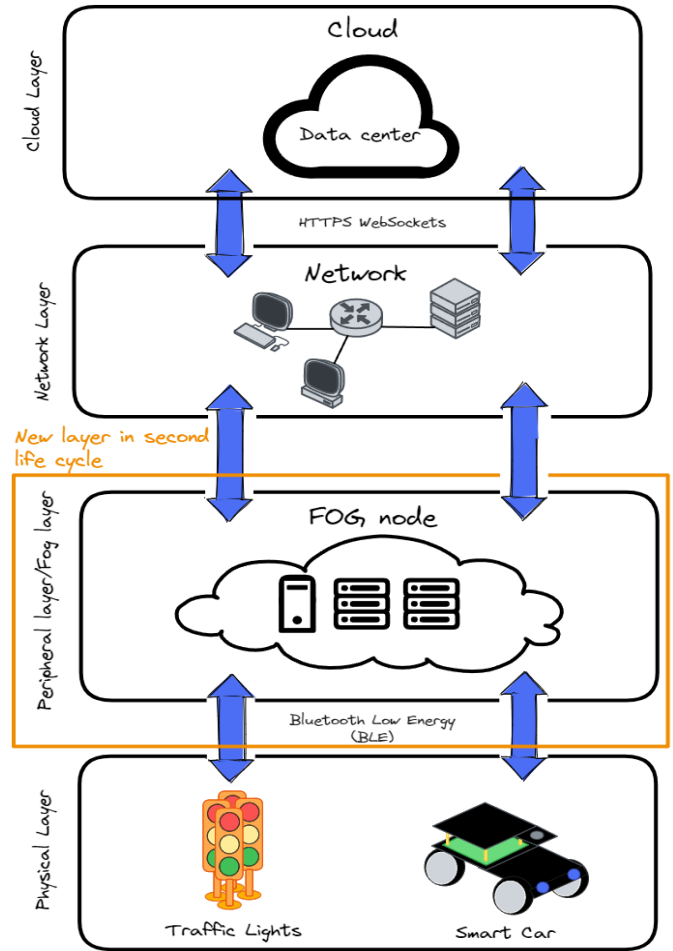 Cloud
Cloud Layer
Data center
HTTPS WebSockets
Network
Network Layer
New layer in second
life cycle
FOG node
Peripheral layer/Fog layer
Bluetooth Low Energy
(BLE)
Physical Layer
Traffic Lights
Smart Car